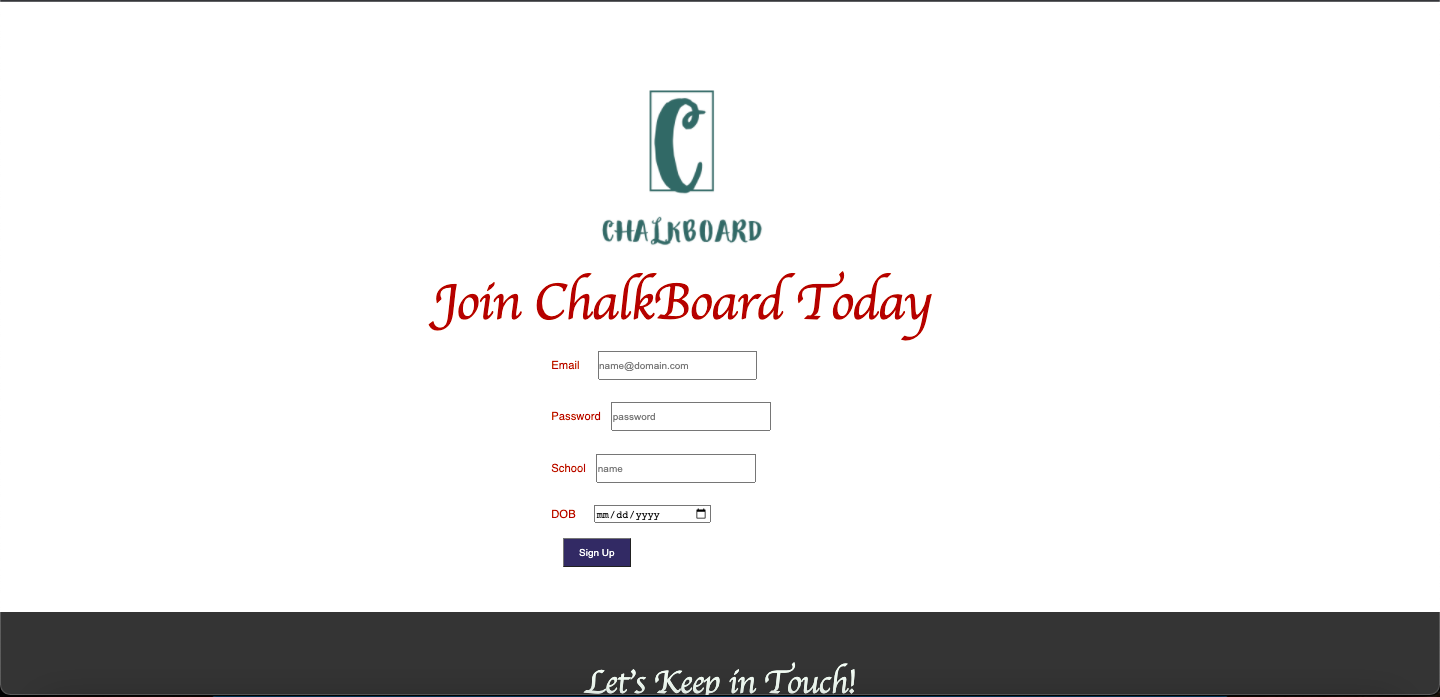 C
CHALKBOARD
Join ChalkBoard Today
Email name@domain.com
Password password
School name
DOB mm/dd/yyyy
Sign Up
Let's Keep in Touch!